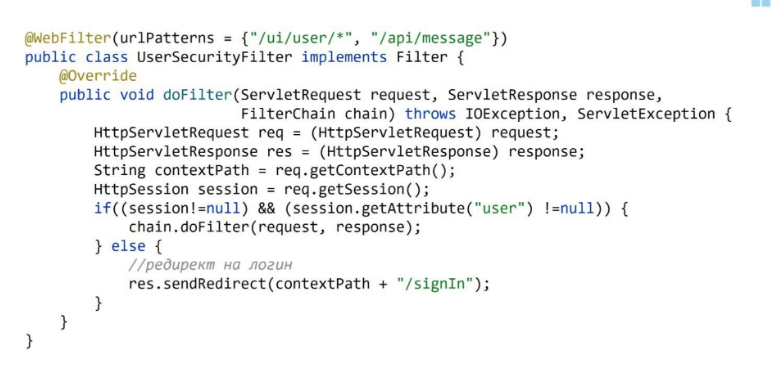 @WebFilter(urlPatterns = {"/ui/user/*", "/api/message"})
public class UserSecurityFilter implements Filter {
    @Override
    public void doFilter(ServletRequest request, ServletResponse response,
                         FilterChain chain) throws IOException, ServletException {
        HttpServletRequest req = (HttpServletRequest) request;
        HttpServletResponse res = (HttpServletResponse) response;
        String contextPath = req.getContextPath();
        HttpSession session = req.getSession();
        if((session!=null) && (session.getAttribute("user") !=null)) {
            chain.doFilter(request, response);
        } else {
            //редирект на логин
            res.sendRedirect(contextPath + "/signIn");
        }
    }
}